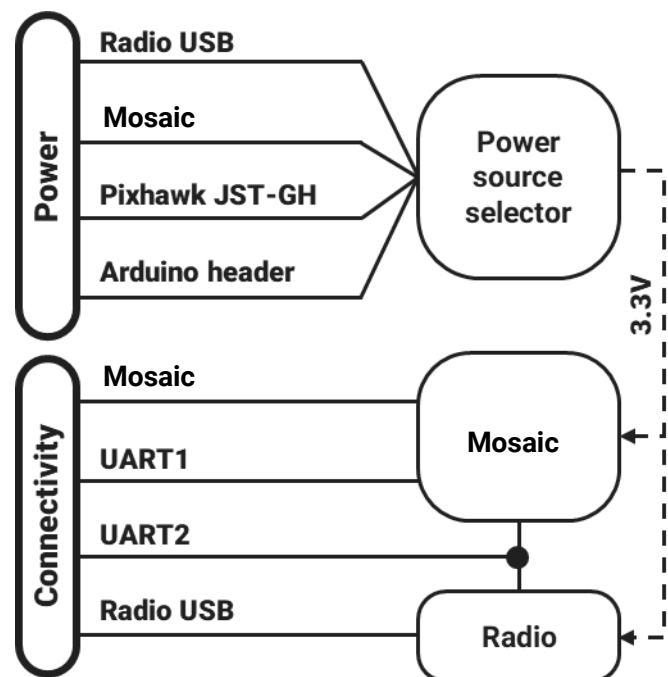 Power
Radio USB
Mosaic
Pixhawk JST-GH
Arduino header
Power
source
selector
3.3V
Connectivity
Mosaic
UART1
UART2
Radio USB
Mosaic
Radio